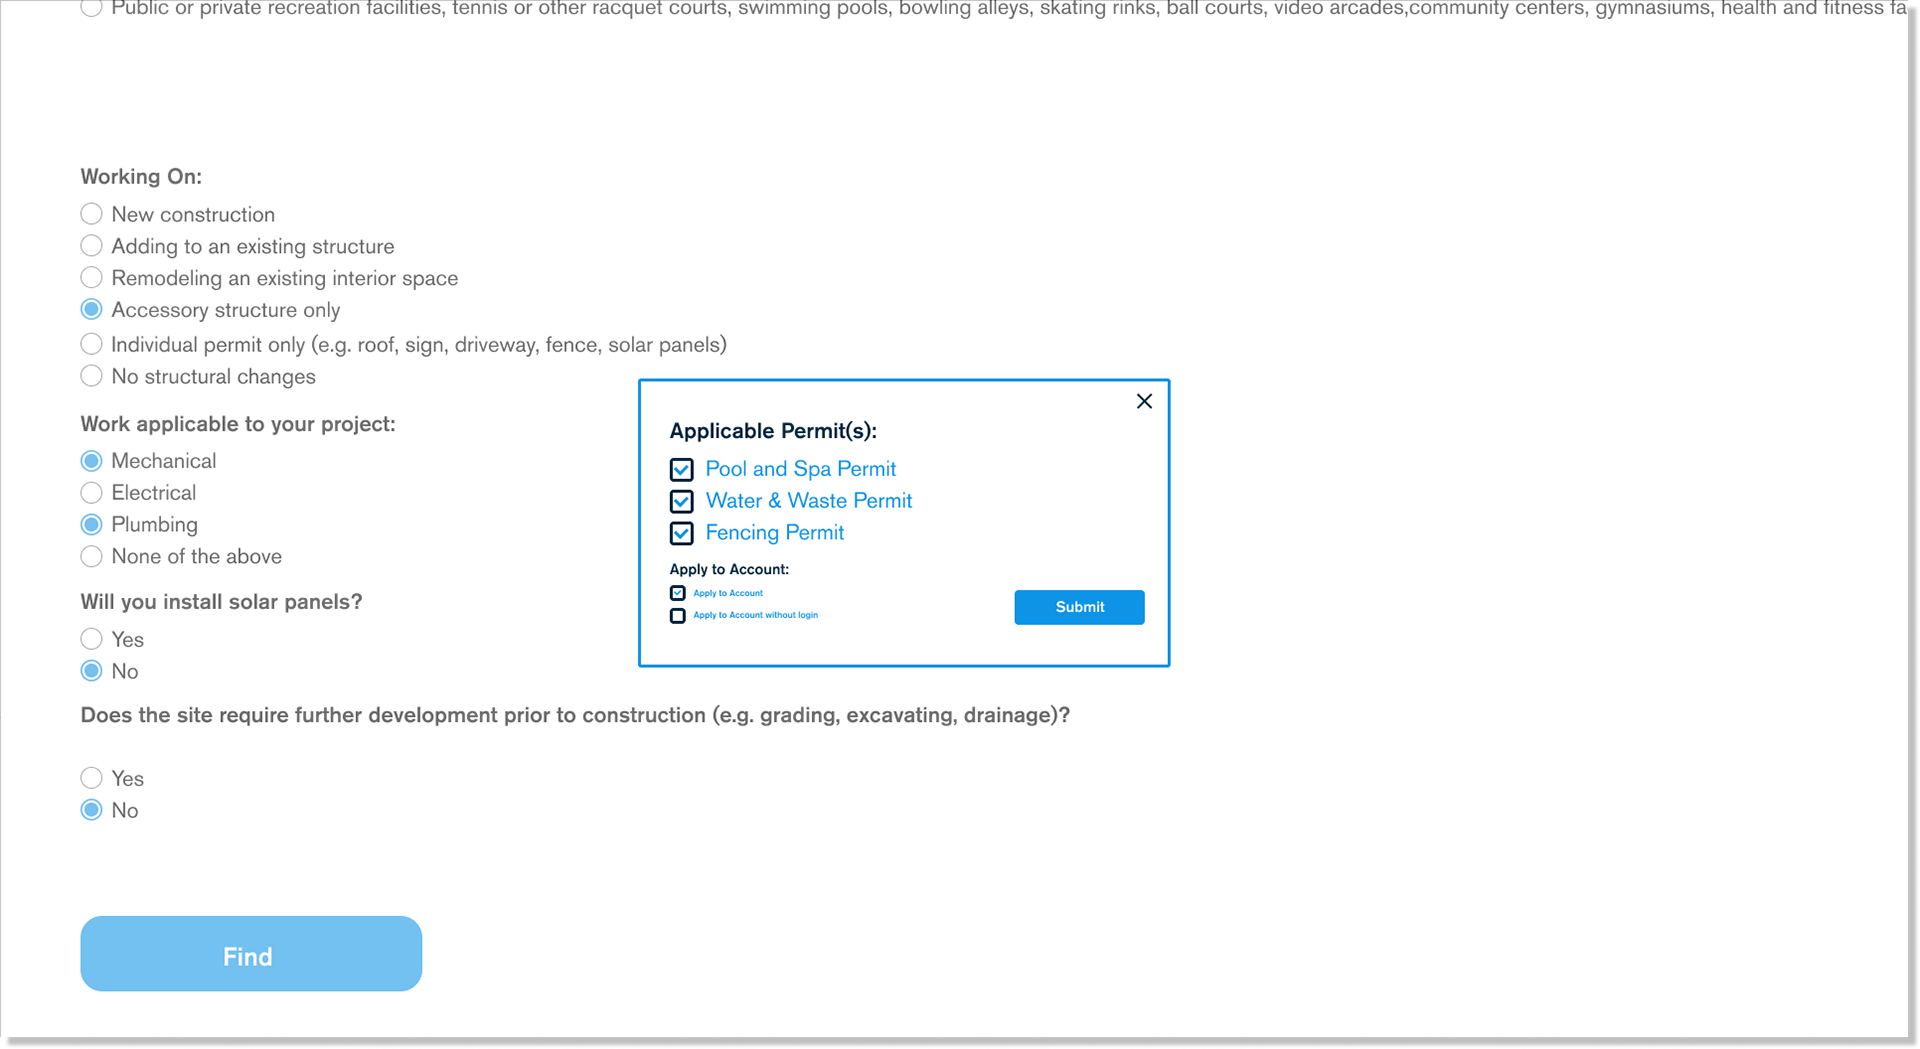 Public or private recreation facilities, tennis or other racquet courts, swimming pools, bowling alleys, skating rinks, ball courts, video arcades,community centers, gymnasiums, health and fitness fa
Working On:
New construction
Adding to an existing structure
Remodeling an existing interior space
Accessory structure only
Individual permit only (e.g. roof, sign, driveway, fence, solar panels)
No structural changes
Work applicable to your project:
Mechanical
Electrical
Plumbing
None of the above
Will you install solar panels?
Yes
No
Does the site require further development prior to construction (e.g. grading, excavating, drainage)?
Yes
No
Find
Applicable Permit(s):
Pool and Spa Permit
Water & Waste Permit
Fencing Permit
Apply to Account:
Apply to Account
Apply to Account without login
Submit